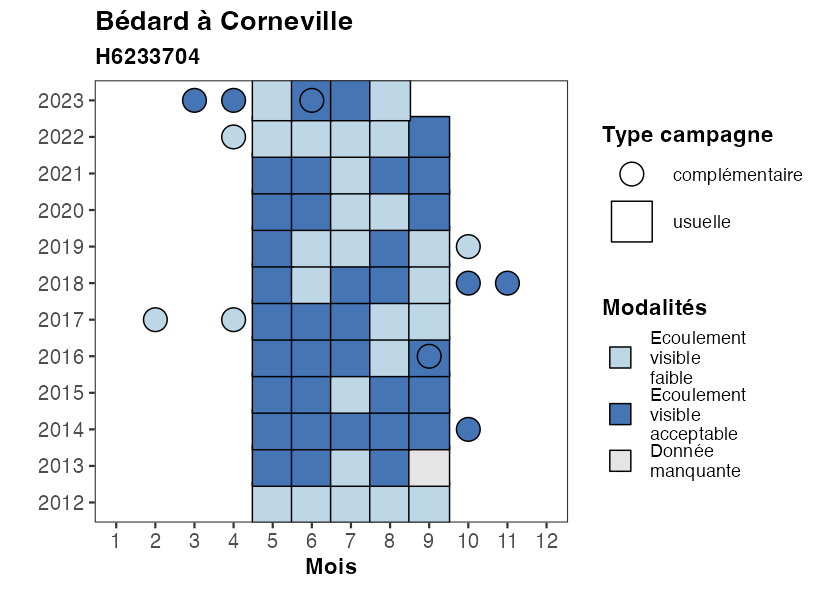 Bédard à Corneville
H6233704
2023
2022
2021
2020
2019
2018
2017
2016
2015
2014
2013
2012
1 2 3 4 5 6 7 8 9 10 11 12
Mois
Type campagne
complémentaire
usuelle
Modalités
Ecoulement
visible
faible
Ecoulement
visible
acceptable
Donnée
manquante